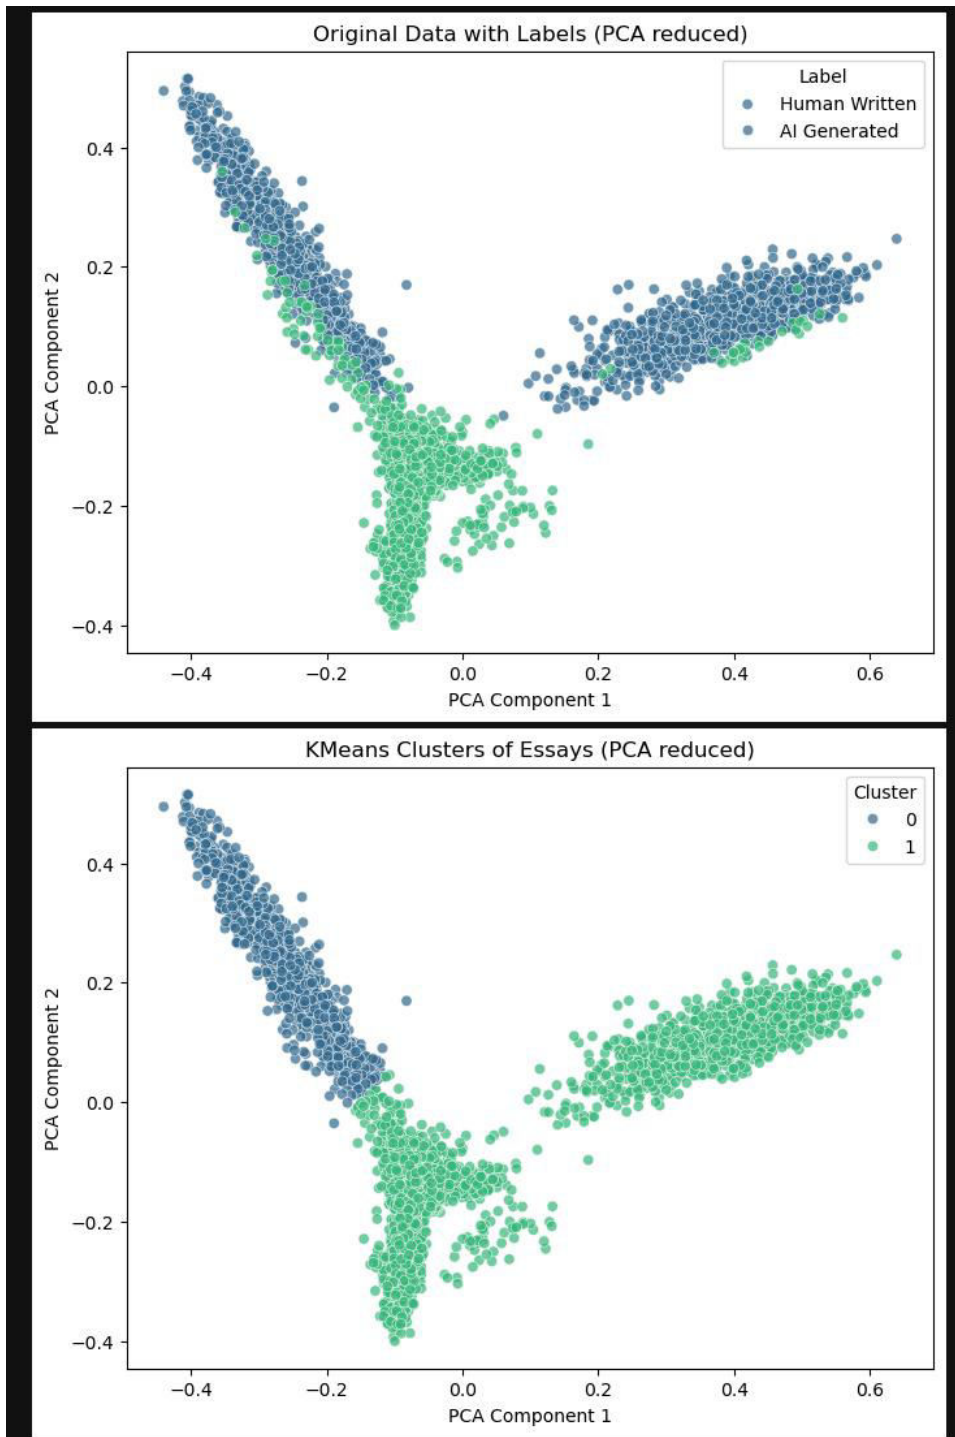 Original Data with Labels (PCA reduced)
Label
Human Written
AI Generated
0.4
0.2
0.0
−0.2
−0.4
PCA Component 2
−0.4
−0.2
0.0
0.2
0.4
0.6
PCA Component 1
KMeans Clusters of Essays (PCA reduced)
Cluster
0
1
0.4
0.2
0.0
−0.2
−0.4
PCA Component 2
−0.4
−0.2
0.0
0.2
0.4
0.6
PCA Component 1